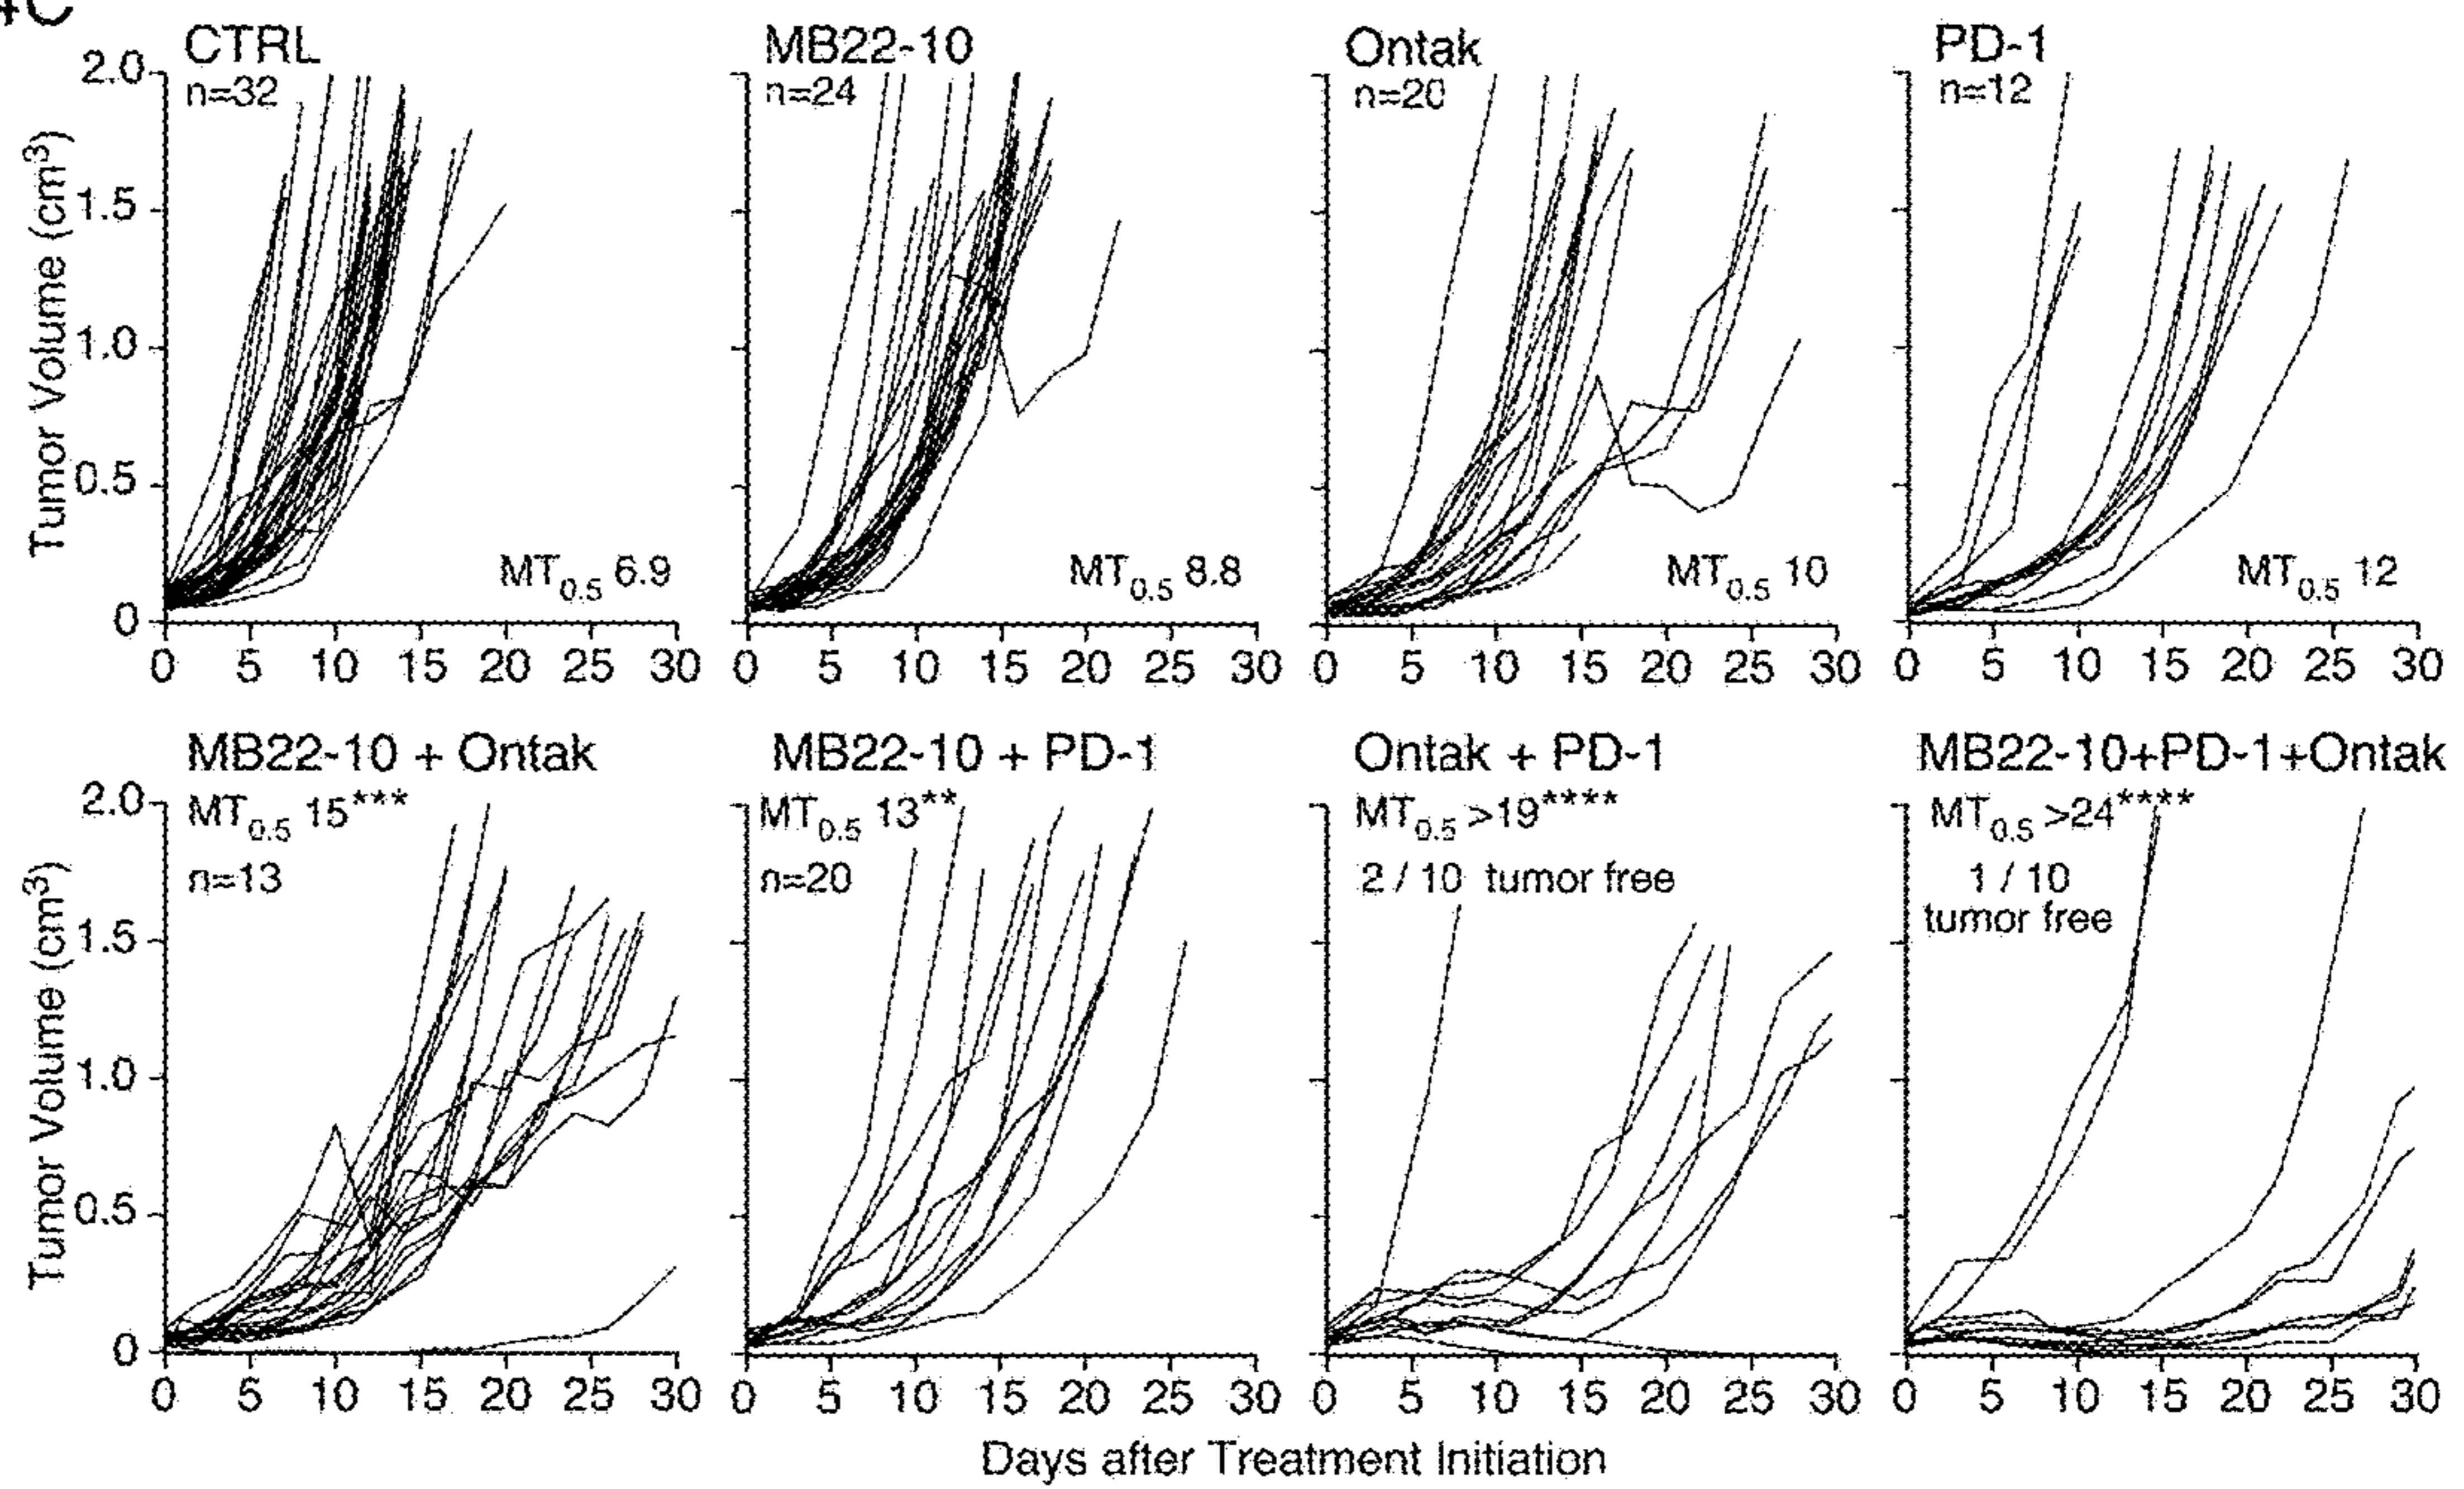 4C
CTRL
n=32
MB22-10
n=24
Ontak
n=20
PD-1
n=12
Tumor Volume (cm³)
2.0
1.5
1.0
0.5
0
MT0.5 6.9
MT0.5 8.8
MT0.5 10
MT0.5 12
0 5 10 15 20 25 30
0 5 10 15 20 25 30
0 5 10 15 20 25 30
0 5 10 15 20 25 30
MB22-10 + Ontak
MT0.5 15***
n=13
MB22-10 + PD-1
MT0.5 13**
n=20
Ontak + PD-1
MT0.5 >19****
2 / 10 tumor free
MB22-10+PD-1+Ontak
MT0.5 >24****
1 / 10
tumor free
Tumor Volume (cm³)
2.0
1.5
1.0
0.5
0
0 5 10 15 20 25 30
0 5 10 15 20 25 30
0 5 10 15 20 25 30
0 5 10 15 20 25 30
Days after Treatment Initiation